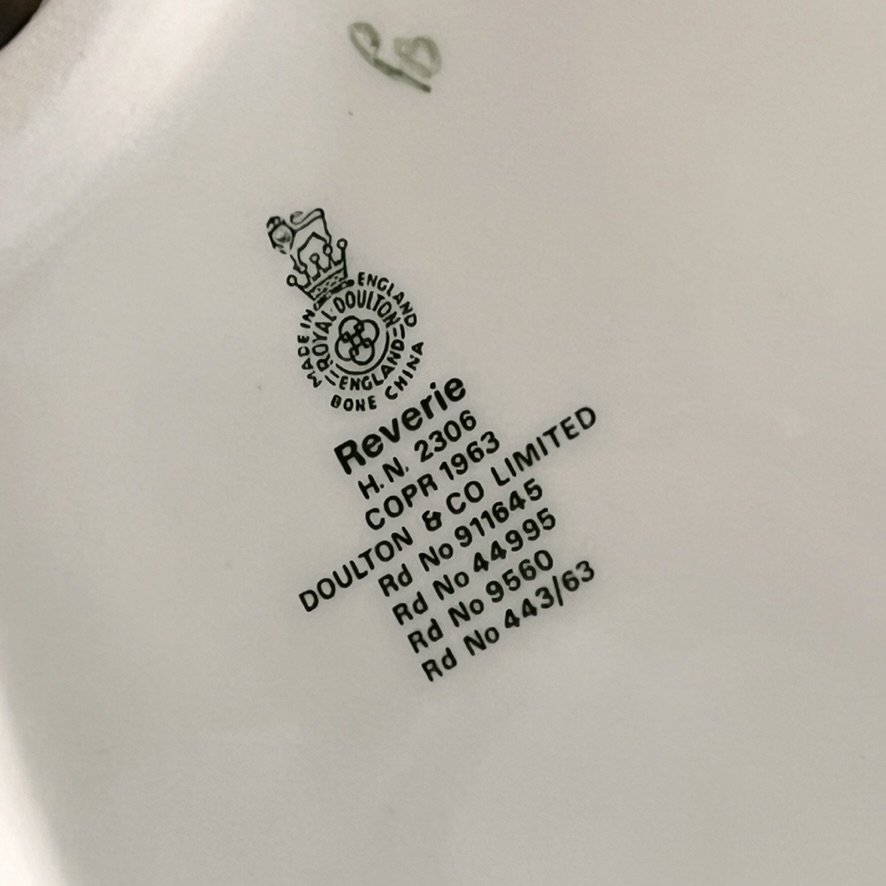 MADE IN ENGLAND
ROYAL DOULTON
ENGLAND
BONE CHINA
Reverie
H.N. 2306
COPR 1963
DOULTON & CO LIMITED
Rd No 911645
Rd No 44995
Rd No 9560
Rd No 443/63